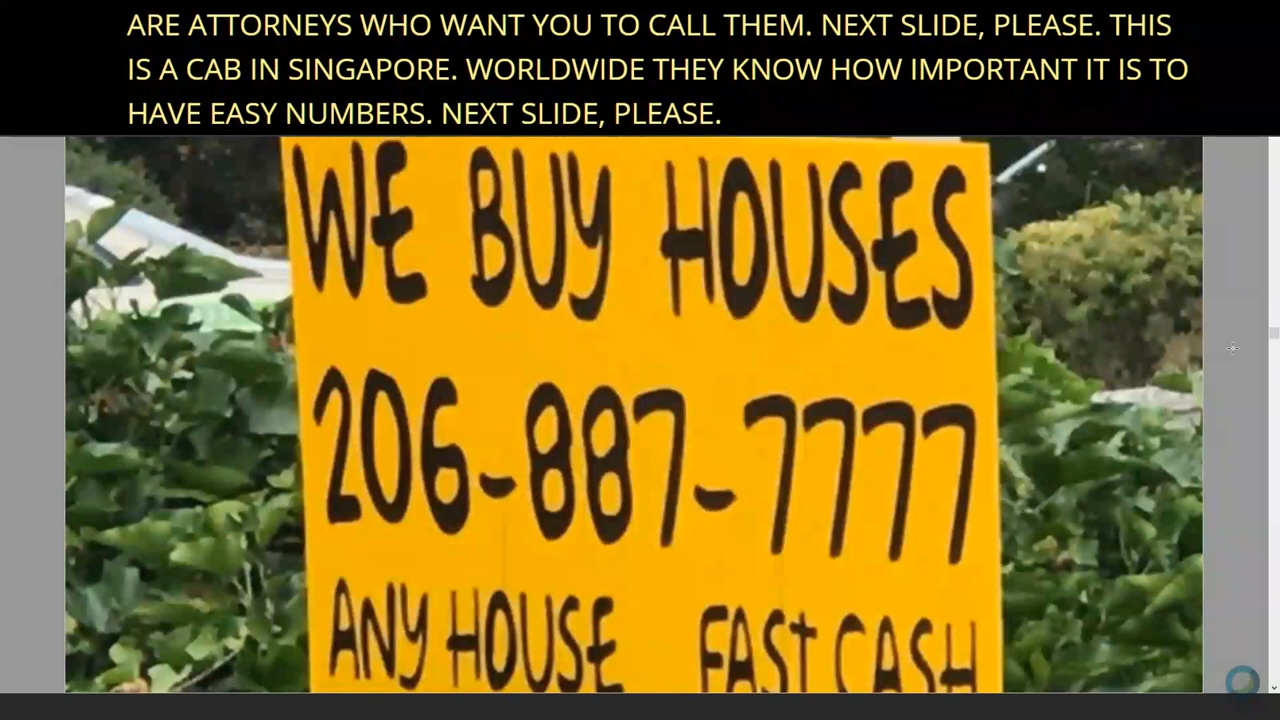 ARE ATTORNEYS WHO WANT YOU TO CALL THEM. NEXT SLIDE, PLEASE. THIS
IS A CAB IN SINGAPORE. WORLDWIDE THEY KNOW HOW IMPORTANT IT IS TO
HAVE EASY NUMBERS. NEXT SLIDE, PLEASE.
WE BUY HOUSES
206-887-7777
ANY HOUSE FAST CASH